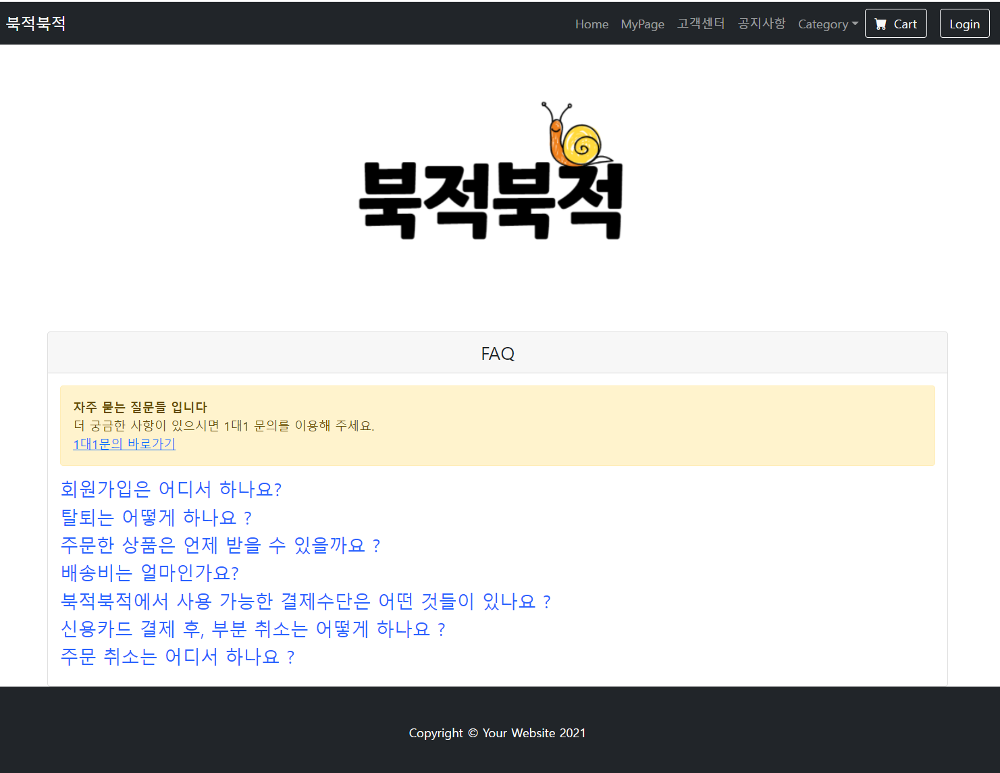 북적북적
Home MyPage 고객센터 공지사항 Category Cart Login
북적북적
FAQ
자주 묻는 질문들 입니다
더 궁금한 사항이 있으시면 1대1 문의를 이용해 주세요.
1대1문의 바로가기
회원가입은 어디서 하나요?
탈퇴는 어떻게 하나요 ?
주문한 상품은 언제 받을 수 있을까요 ?
배송비는 얼마인가요?
북적북적에서 사용 가능한 결제수단은 어떤 것들이 있나요 ?
신용카드 결제 후, 부분 취소는 어떻게 하나요 ?
주문 취소는 어디서 하나요 ?
Copyright © Your Website 2021